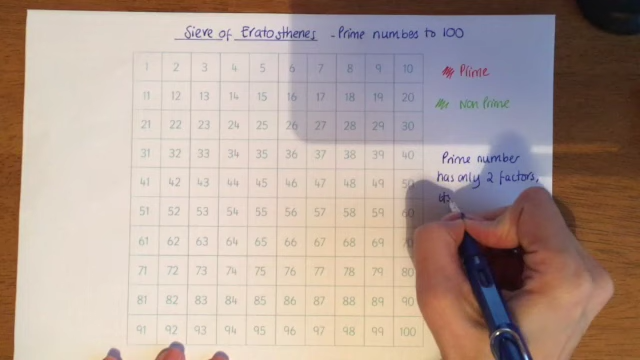 Sieve of Eratosthenes - Prime numbes to 100
1 2 3 4 5 6 7 8 9 10
11 12 13 14 15 16 17 18 19 20
21 22 23 24 25 26 27 28 29 30
31 32 33 34 35 36 37 38 39 40
41 42 43 44 45 46 47 48 49 50
51 52 53 54 55 56 57 58 59 60
61 62 63 64 65 66 67 68 69 70
71 72 73 74 75 76 77 78 79 80
81 82 83 84 85 86 87 88 89 90
91 92 93 94 95 96 97 98 99 100
Prime
Non Prime
Prime number
has only 2 factors,